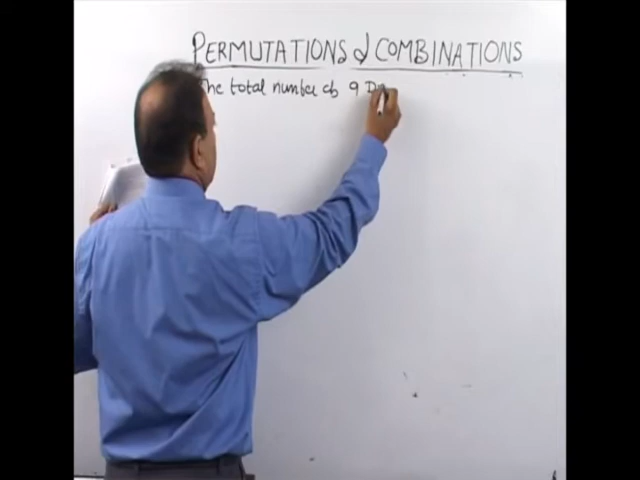 PERMUTATIONS & COMBINATIONS
The total number of 9 D